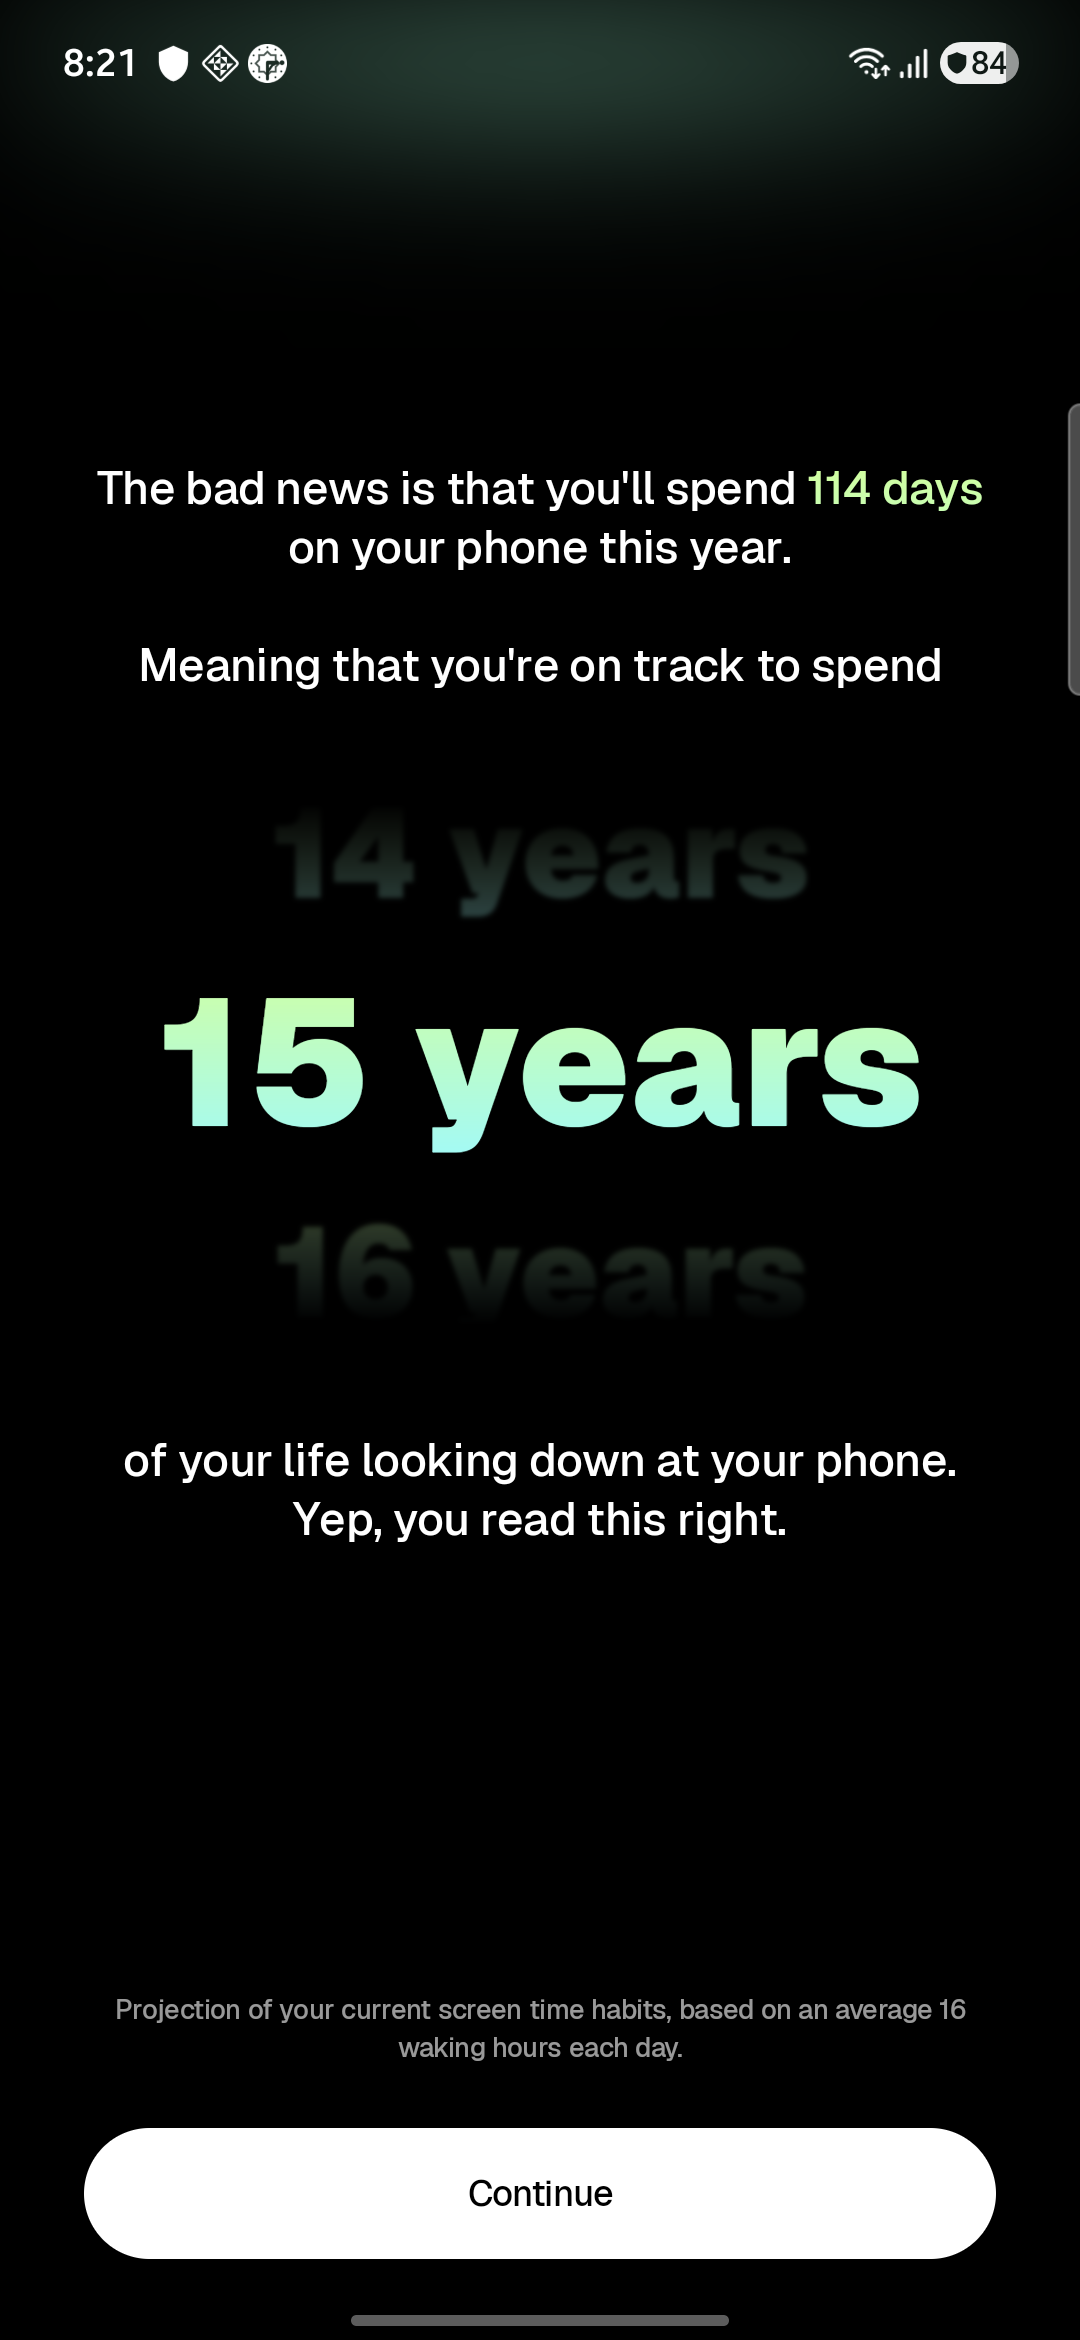 8:21
84
The bad news is that you'll spend 114 days
on your phone this year.
Meaning that you're on track to spend
14 years
15 years
16 years
of your life looking down at your phone.
Yep, you read this right.
Projection of your current screen time habits, based on an average 16
waking hours each day.
Continue